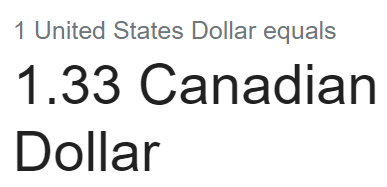 1 United States Dollar equals
1.33 Canadian
Dollar